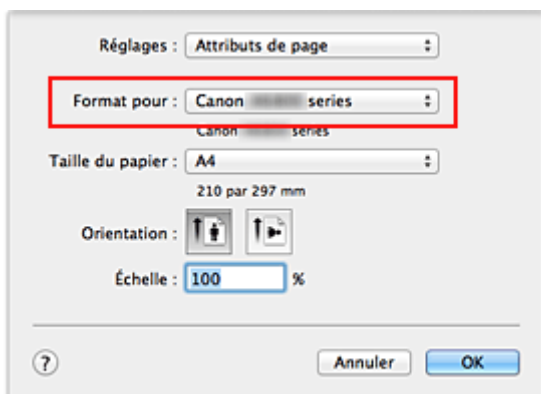 Réglages : Attributs de page
Format pour : Canon series
Canon series
Taille du papier : A4
210 par 297 mm
Orientation :
Échelle : 100 %
? Annuler OK